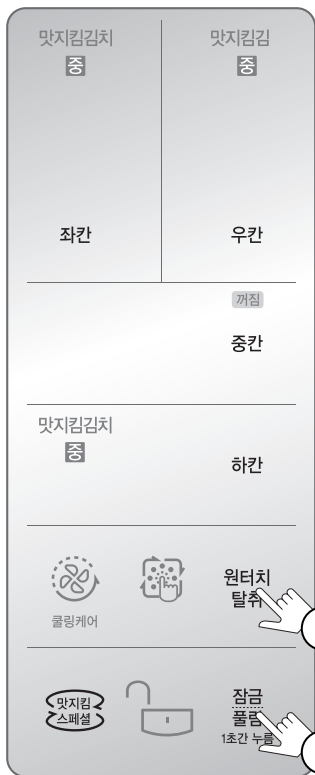 맛지킴김치
중
좌칸
맛지킴김
중
우칸
꺼짐
중칸
맛지킴김치
중
하칸
쿨링케어
원터치
탈취
맛지킴
스페셜
잠금
풀림
1초간 누름